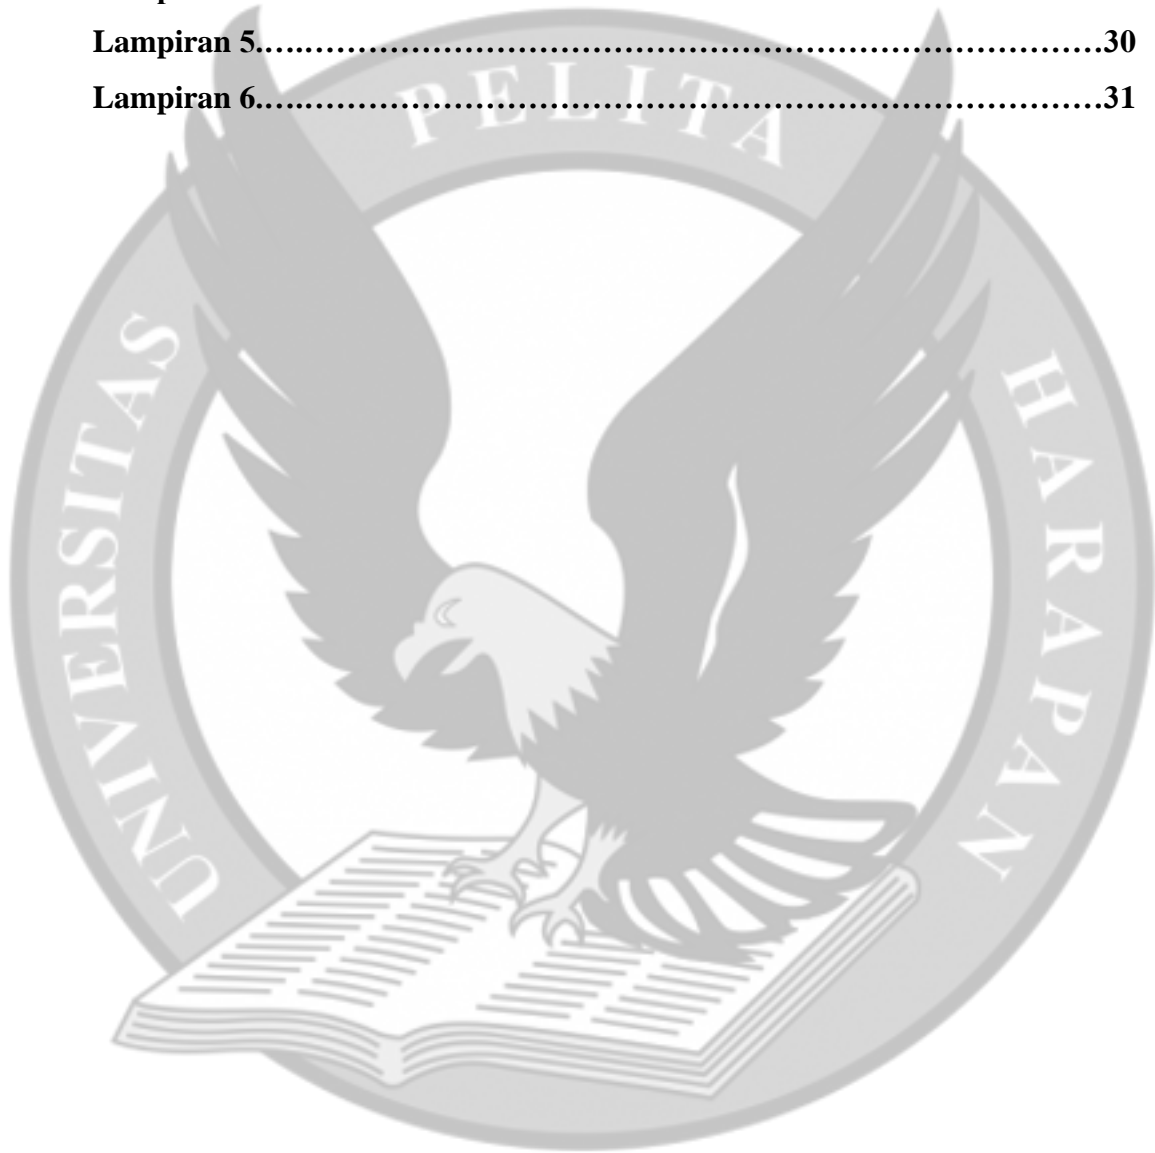 Lampiran 5.…..……………………………………………………………………30
Lampiran 6.………………………………………………………………………31
UNIVERSITAS PELITA HARAPAN